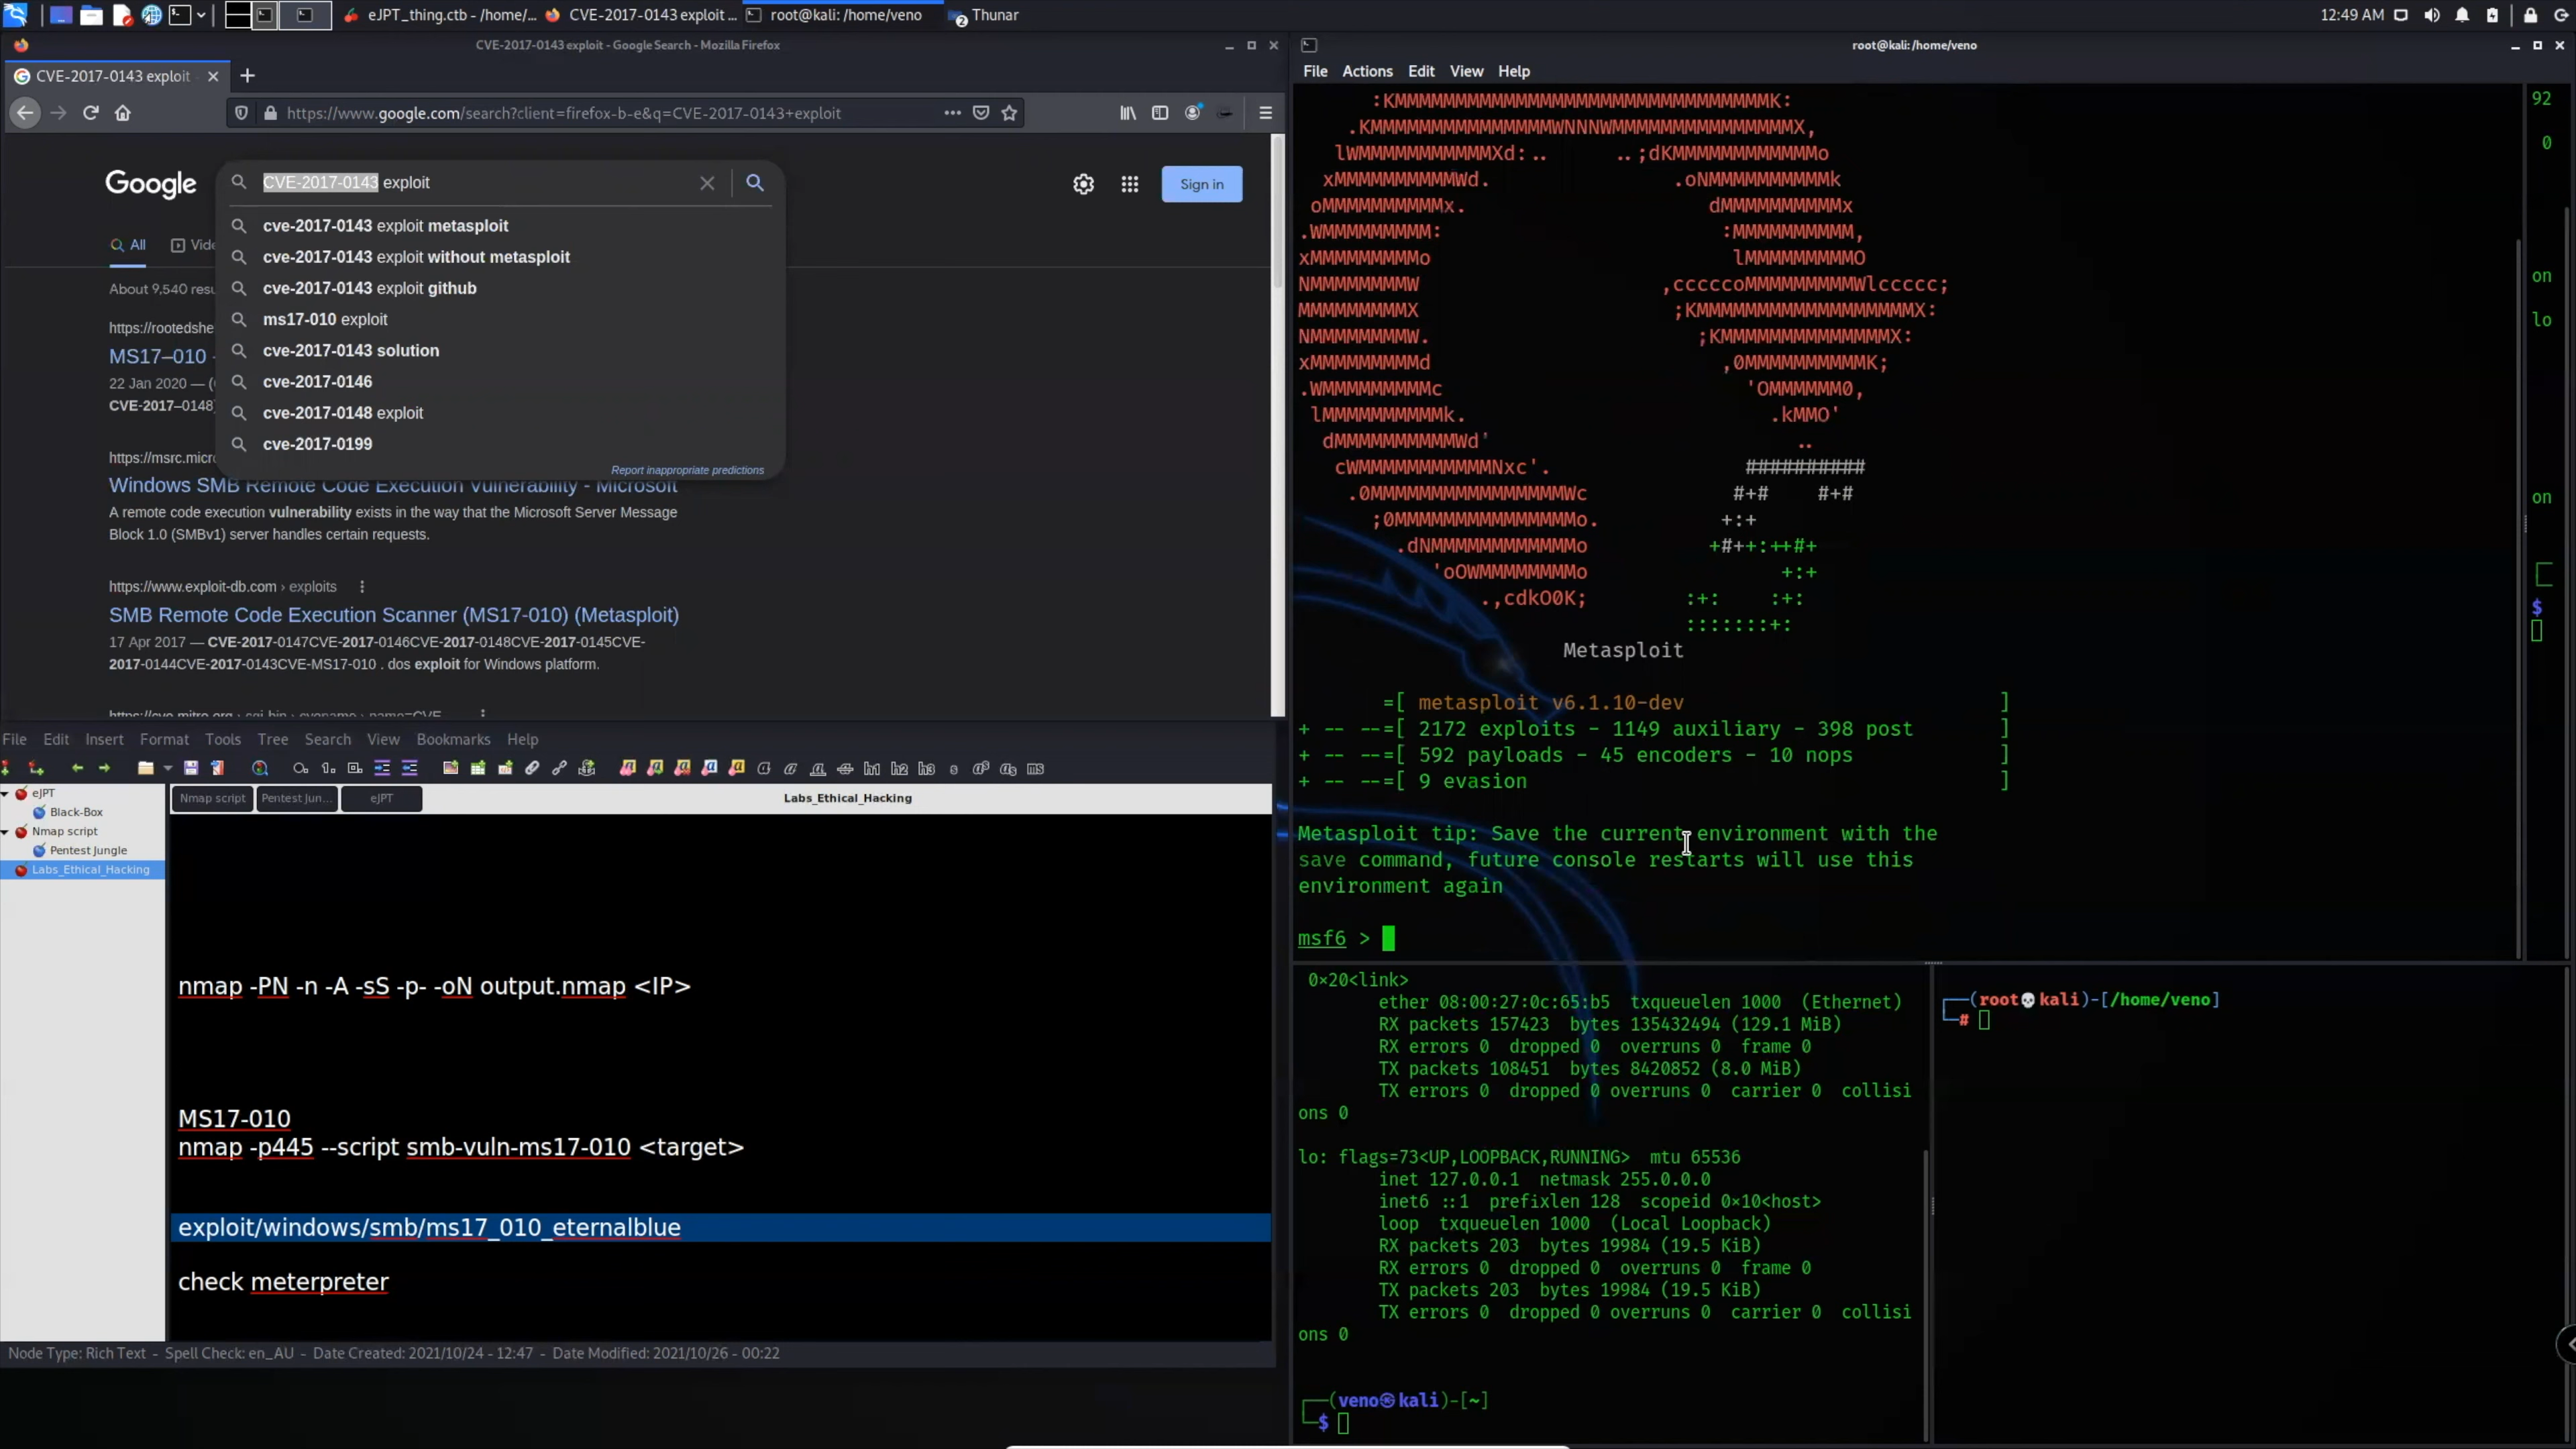 eJPT_thing.ctb - /home/...
CVE-2017-0143 exploit ...
root@kali: /home/veno
2
Thunar
12:49 AM
CVE-2017-0143 exploit - Google Search - Mozilla Firefox
CVE-2017-0143 exploit
https://www.google.com/search?client=firefox-b-e&q=CVE-2017-0143+exploit
Google
CVE-2017-0143 exploit
Sign in
cve-2017-0143 exploit metasploit
All
Vide
cve-2017-0143 exploit without metasploit
About 9,540 resu
cve-2017-0143 exploit github
https://rootedshe
ms17-010 exploit
MS17–010 -
cve-2017-0143 solution
22 Jan 2020 — (
cve-2017-0146
CVE-2017–0148)
cve-2017-0148 exploit
cve-2017-0199
https://msrc.micr
Report inappropriate predictions
Windows SMB Remote Code Execution Vulnerability - Microsoft
A remote code execution vulnerability exists in the way that the Microsoft Server Message
Block 1.0 (SMBv1) server handles certain requests.
https://www.exploit-db.com › exploits
SMB Remote Code Execution Scanner (MS17-010) (Metasploit)
17 Apr 2017 — CVE-2017-0147CVE-2017-0146CVE-2017-0148CVE-2017-0145CVE-
2017-0144CVE-2017-0143CVE-MS17-010 . dos exploit for Windows platform.
File Edit Insert Format Tools Tree Search View Bookmarks Help
eJPT
Black-Box
Nmap script
Pentest Jungle
Labs_Ethical_Hacking
Nmap script
Pentest Jun...
eJPT
Labs_Ethical_Hacking
nmap -PN -n -A -sS -p- -oN output.nmap <IP>
MS17-010
nmap -p445 --script smb-vuln-ms17-010 <target>
exploit/windows/smb/ms17_010_eternalblue
check meterpreter
Node Type: Rich Text - Spell Check: en_AU - Date Created: 2021/10/24 - 12:47 - Date Modified: 2021/10/26 - 00:22
root@kali: /home/veno
File Actions Edit View Help
Metasploit
=[ metasploit v6.1.10-dev ]
+ -- --=[ 2172 exploits - 1149 auxiliary - 398 post ]
+ -- --=[ 592 payloads - 45 encoders - 10 nops ]
+ -- --=[ 9 evasion ]
Metasploit tip: Save the current environment with the
save command, future console restarts will use this
environment again
msf6 >
92
0
on
lo
on
$
0×20<link>
ether 08:00:27:0c:65:b5 txqueuelen 1000 (Ethernet)
RX packets 157423 bytes 135432494 (129.1 MiB)
RX errors 0 dropped 0 overruns 0 frame 0
TX packets 108451 bytes 8420852 (8.0 MiB)
TX errors 0 dropped 0 overruns 0 carrier 0 collisi
ons 0
lo: flags=73<UP,LOOPBACK,RUNNING> mtu 65536
inet 127.0.0.1 netmask 255.0.0.0
inet6 ::1 prefixlen 128 scopeid 0×10<host>
loop txqueuelen 1000 (Local Loopback)
RX packets 203 bytes 19984 (19.5 KiB)
RX errors 0 dropped 0 overruns 0 frame 0
TX packets 203 bytes 19984 (19.5 KiB)
TX errors 0 dropped 0 overruns 0 carrier 0 collisi
ons 0
(veno㉿kali)-[~]
$
(root💀kali)-[/home/veno]
#